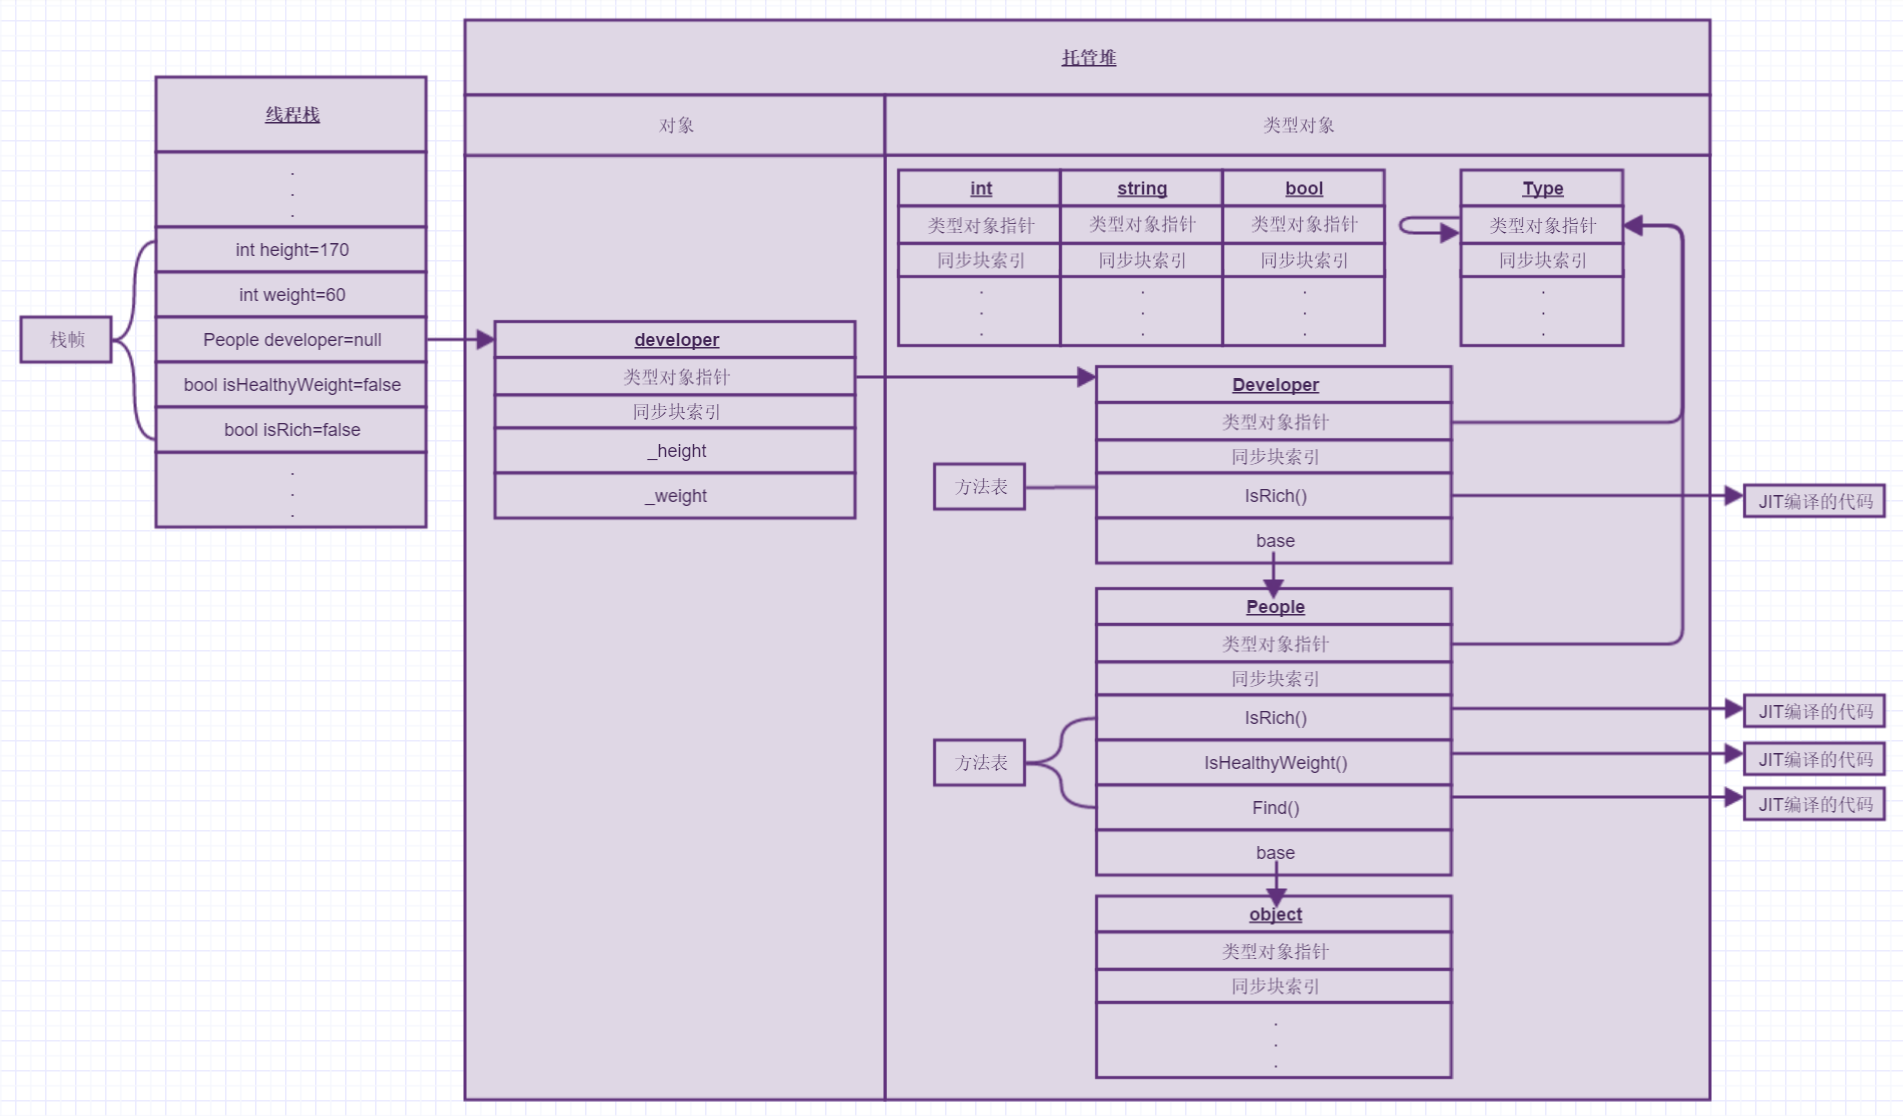 托管堆
线程栈
对象
类型对象
.
.
.
int height=170
int weight=60
People developer=null
bool isHealthyWeight=false
bool isRich=false
.
.
.
栈帧
developer
类型对象指针
同步块索引
_height
_weight
int
类型对象指针
同步块索引
.
.
.
string
类型对象指针
同步块索引
.
.
.
bool
类型对象指针
同步块索引
.
.
.
Type
类型对象指针
同步块索引
.
.
.
Developer
类型对象指针
同步块索引
IsRich()
base
方法表
JIT编译的代码
People
类型对象指针
同步块索引
IsRich()
IsHealthyWeight()
Find()
base
方法表
JIT编译的代码
JIT编译的代码
JIT编译的代码
object
类型对象指针
同步块索引
.
.
.